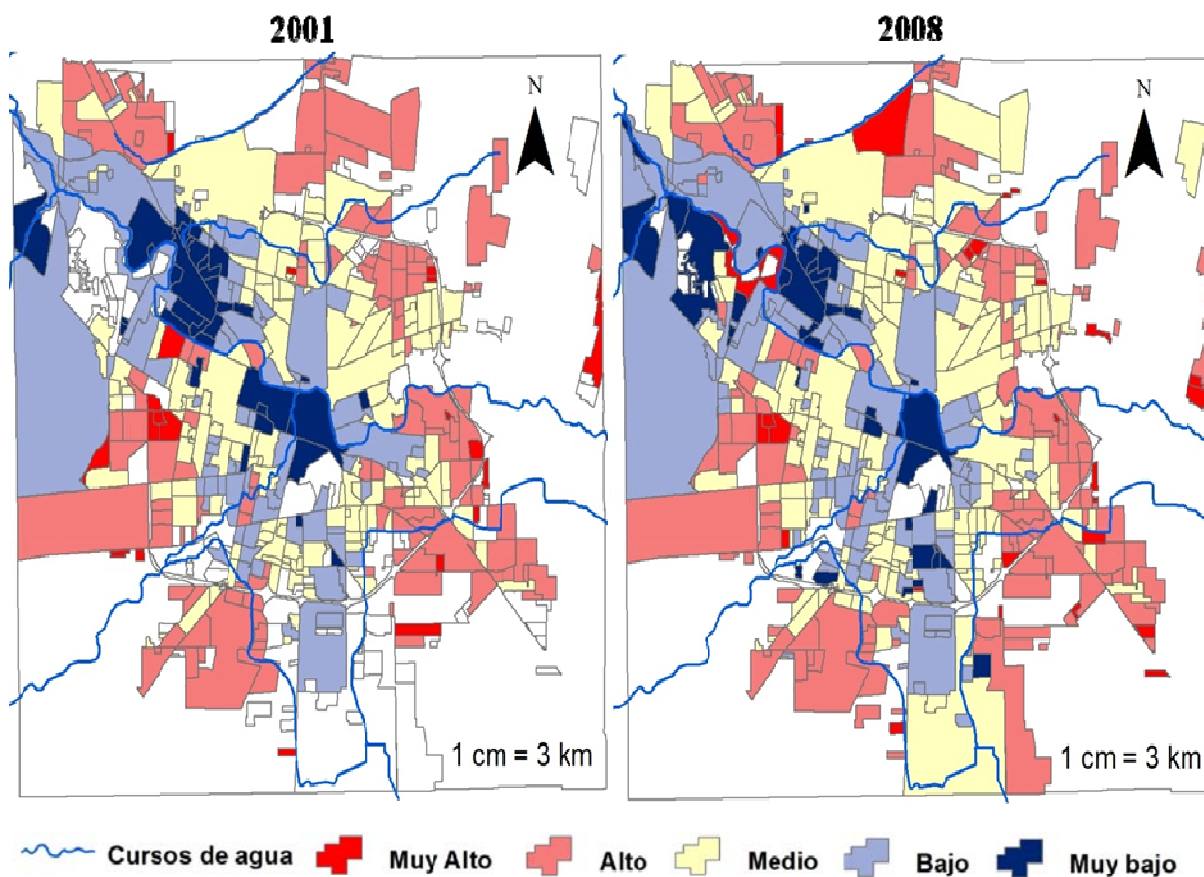 2001
2008
N
N
1 cm = 3 km
1 cm = 3 km
Cursos de agua
Muy Alto
Alto
Medio
Bajo
Muy bajo